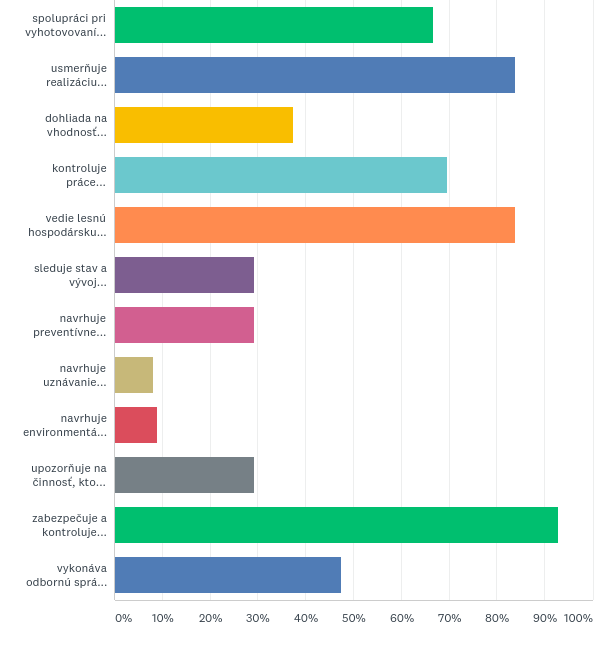 spolupráci pri
vyhotovovaní...
usmerňuje
realizáciu...
dohliada na
vhodnosť...
kontroluje
práce...
vedie lesnú
hospodársku...
sleduje stav a
vývoj...
navrhuje
preventívne...
navrhuje
uznávanie...
navrhuje
environmentá...
upozorňuje na
činnosť, kto...
zabezpečuje a
kontroluje...
vykonáva
odbornú sprá...
0% 10% 20% 30% 40% 50% 60% 70% 80% 90% 100%